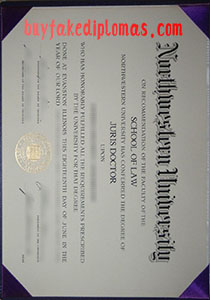 buyfakediplomas.com
Northwestern University
ON RECOMMENDATION OF THE FACULTY OF THE
SCHOOL OF LAW
NORTHWESTERN UNIVERSITY HAS CONFERRED THE DEGREE OF
JURIS DOCTOR
UPON
WHO HAS HONORABLY FULFILLED ALL THE REQUIREMENTS PRESCRIBED
BY THE UNIVERSITY FOR THAT DEGREE
DONE AT EVANSTON ILLINOIS THIS EIGHTEENTH DAY OF JUNE IN THE
YEAR OF OUR LORD